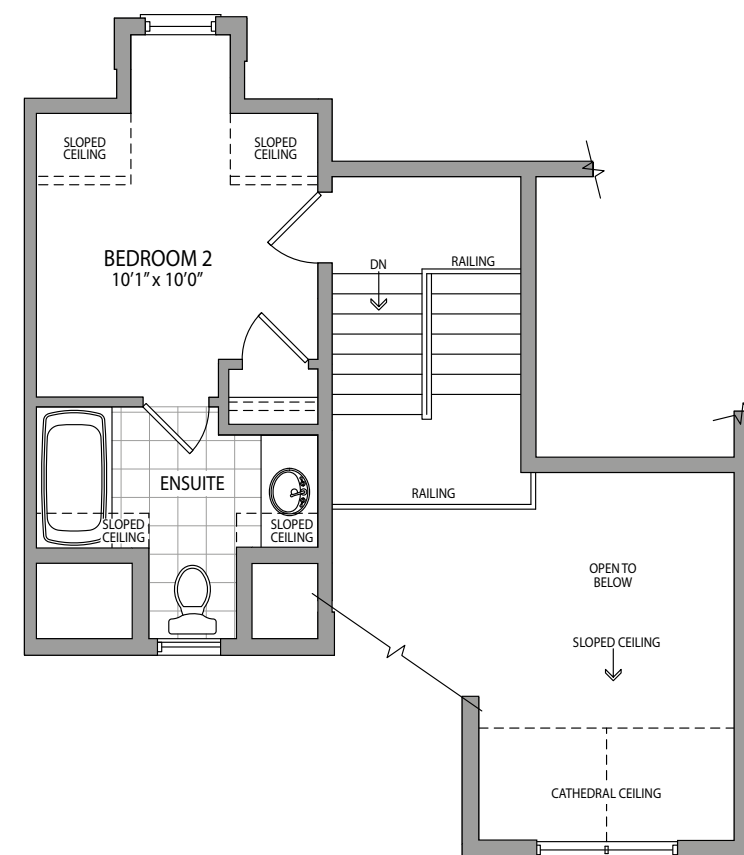 SLOPED
CEILING
SLOPED
CEILING
BEDROOM 2
10'1" x 10'0"
DN
RAILING
ENSUITE
RAILING
SLOPED
CEILING
SLOPED
CEILING
OPEN TO
BELOW
SLOPED CEILING
CATHEDRAL CEILING